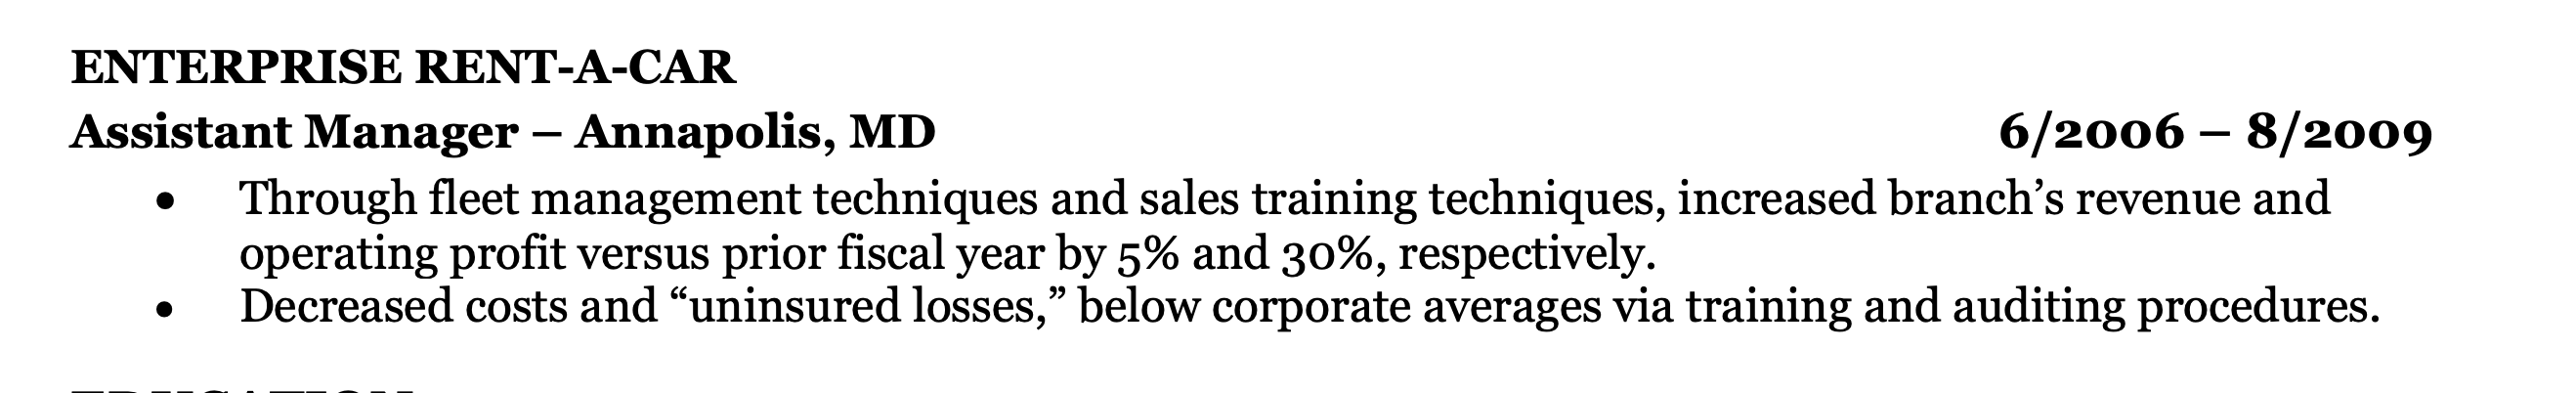 ENTERPRISE RENT-A-CAR
Assistant Manager – Annapolis, MD 6/2006 – 8/2009
• Through fleet management techniques and sales training techniques, increased branch’s revenue and
operating profit versus prior fiscal year by 5% and 30%, respectively.
• Decreased costs and “uninsured losses,” below corporate averages via training and auditing procedures.
EDUCATION